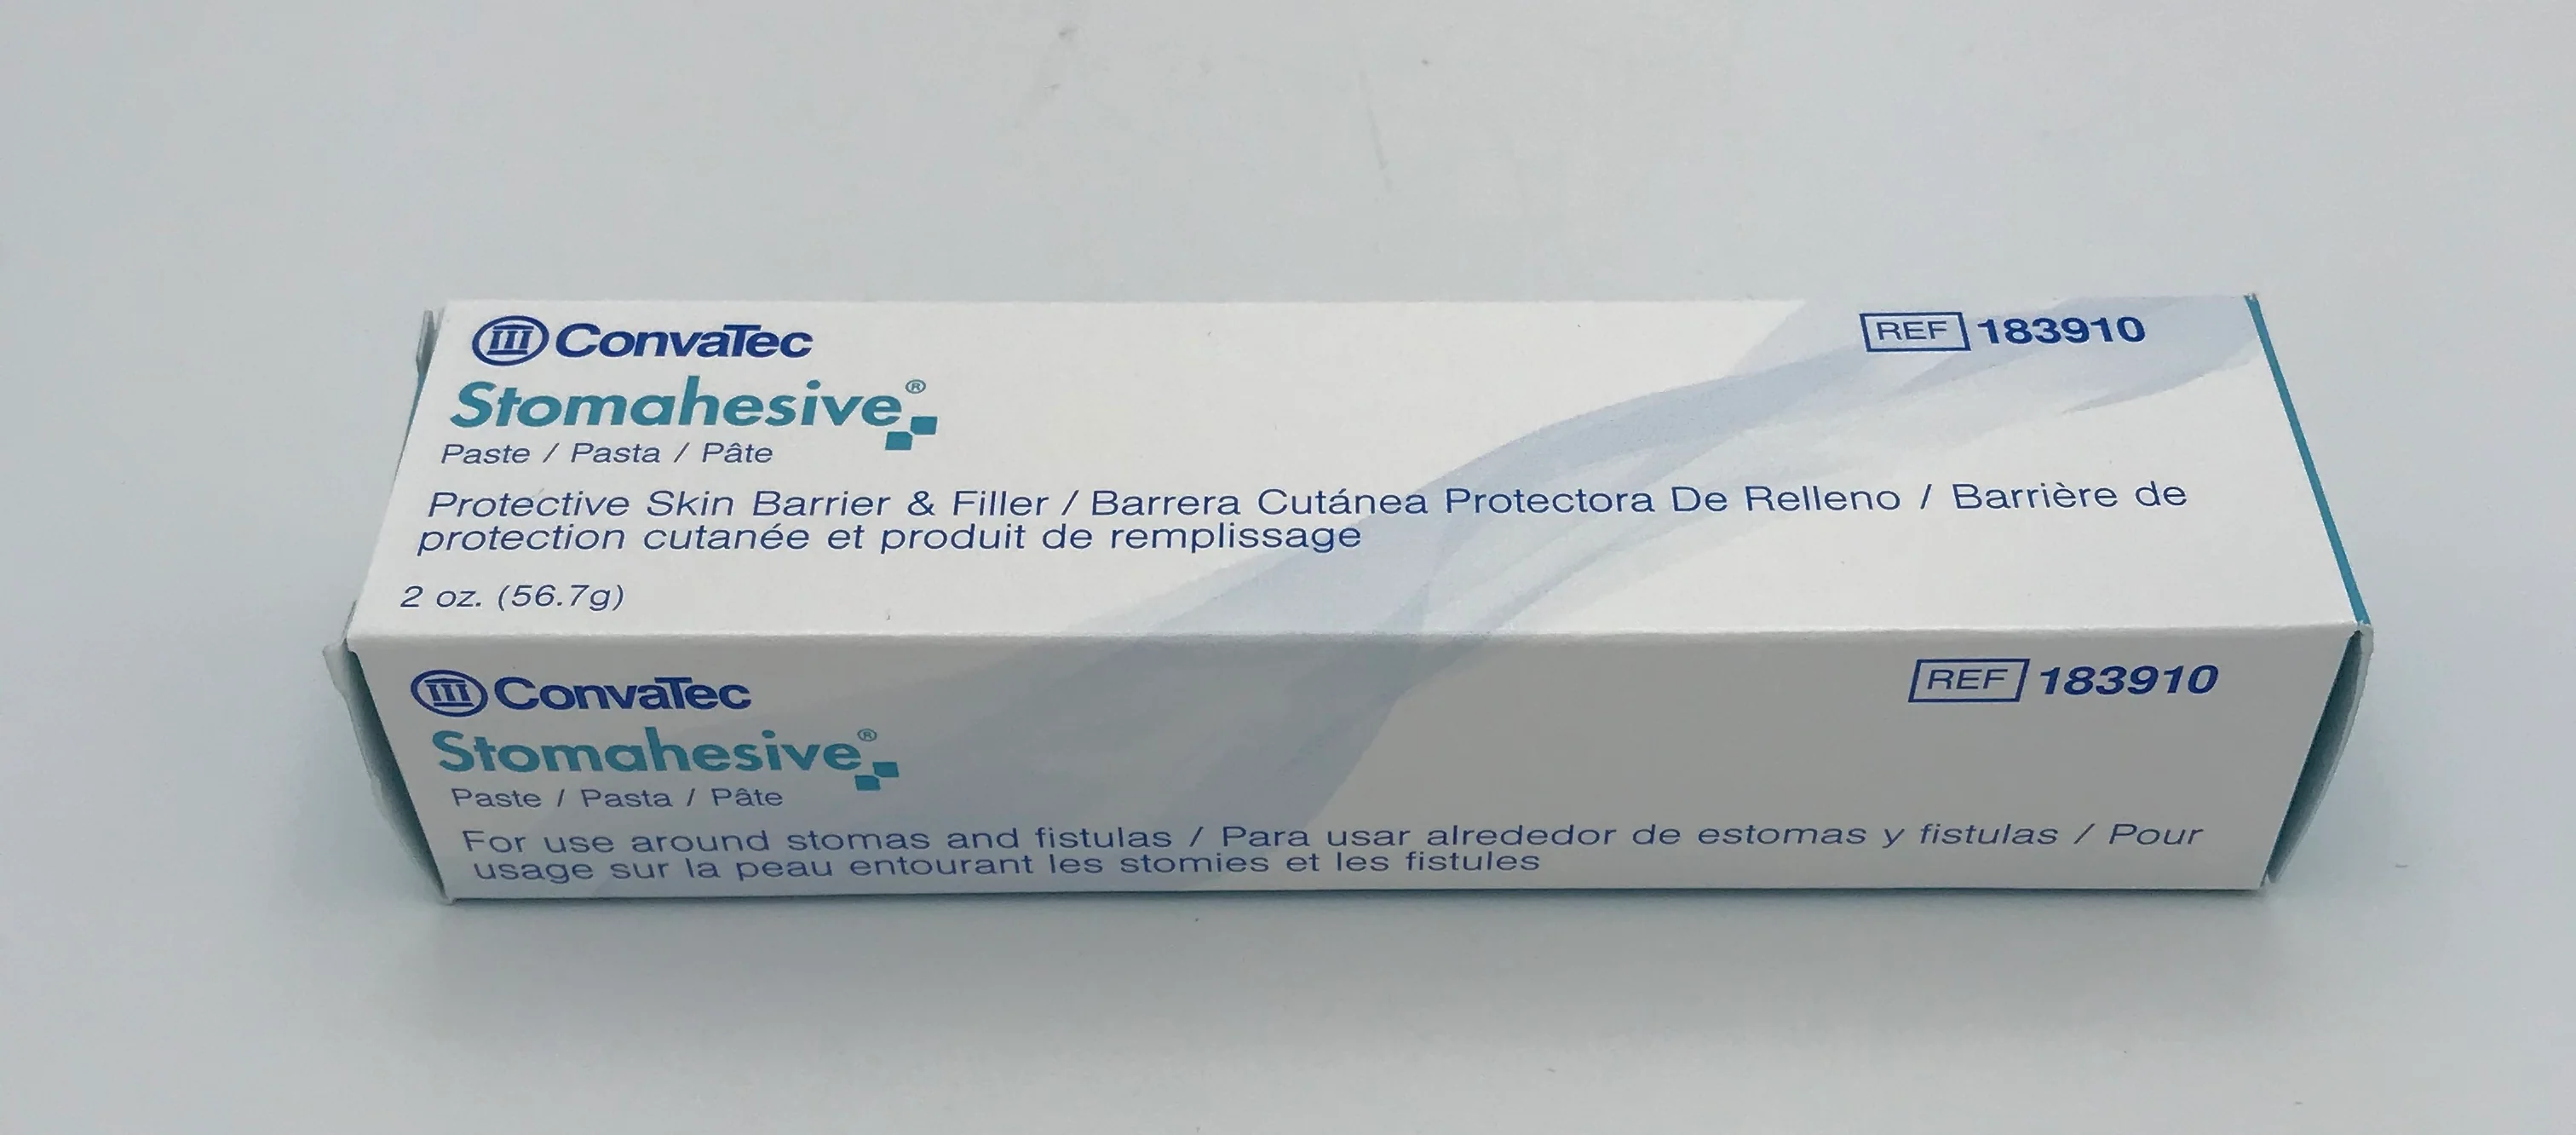 ConvaTec
REF 183910
Stomahesive®
Paste / Pasta / Pâte
Protective Skin Barrier & Filler / Barrera Cutánea Protectora De Relleno / Barrière de
protection cutanée et produit de remplissage
2 oz. (56.7g)
ConvaTec
REF 183910
Stomahesive®
Paste / Pasta / Pâte
For use around stomas and fistulas / Para usar alrededor de estomas y fistulas / Pour
usage sur la peau entourant les stomies et les fistules